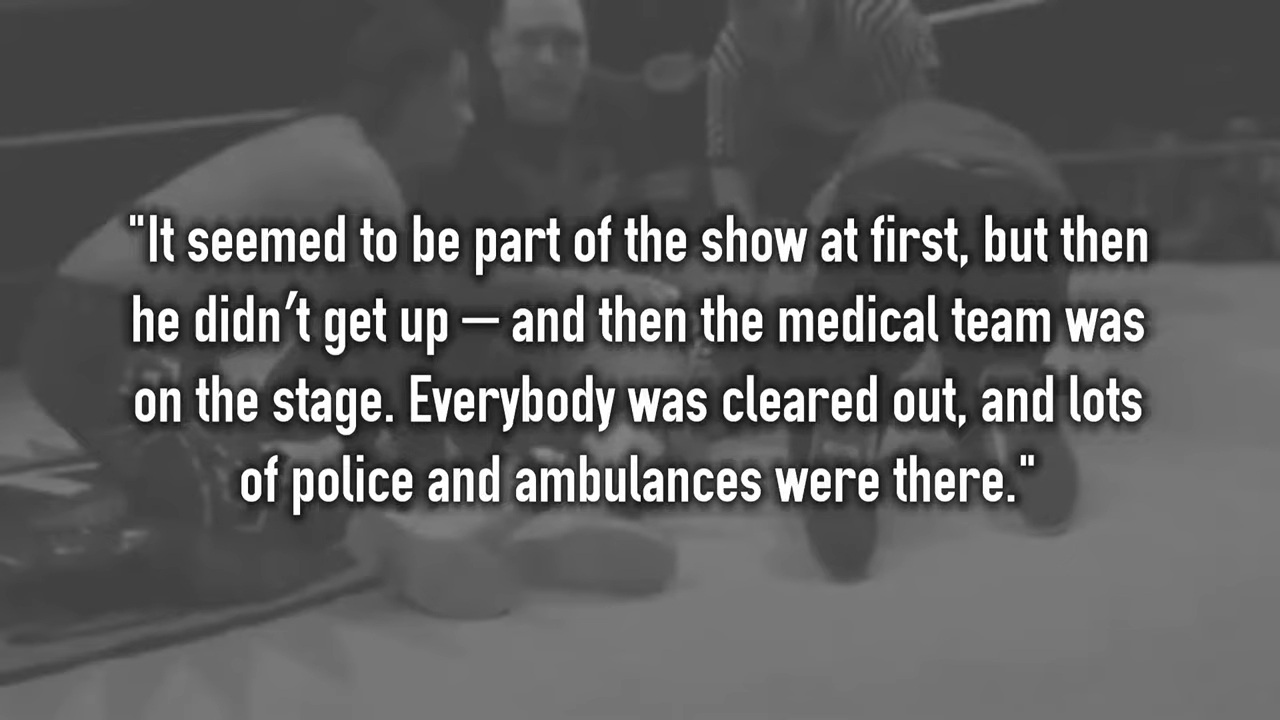 "It seemed to be part of the show at first, but then
he didn't get up — and then the medical team was
on the stage. Everybody was cleared out, and lots
of police and ambulances were there."